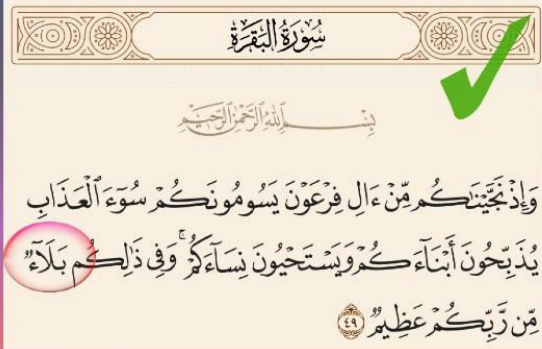 سُورَةُ البَقَرَةِ
بِسْمِ ٱللَّهِ ٱلرَّحْمَٰنِ ٱلرَّحِيمِ
وَإِذْ نَجَّيْنَٰكُم مِّنْ ءَالِ فِرْعَوْنَ يَسُومُونَكُمْ سُوٓءَ ٱلْعَذَابِ
يُذَبِّحُونَ أَبْنَآءَكُمْ وَيَسْتَحْيُونَ نِسَآءَكُمْ ۚ وَفِى ذَٰلِكُم بَلَآءٌ
مِّن رَّبِّكُمْ عَظِيمٌ ٤٩